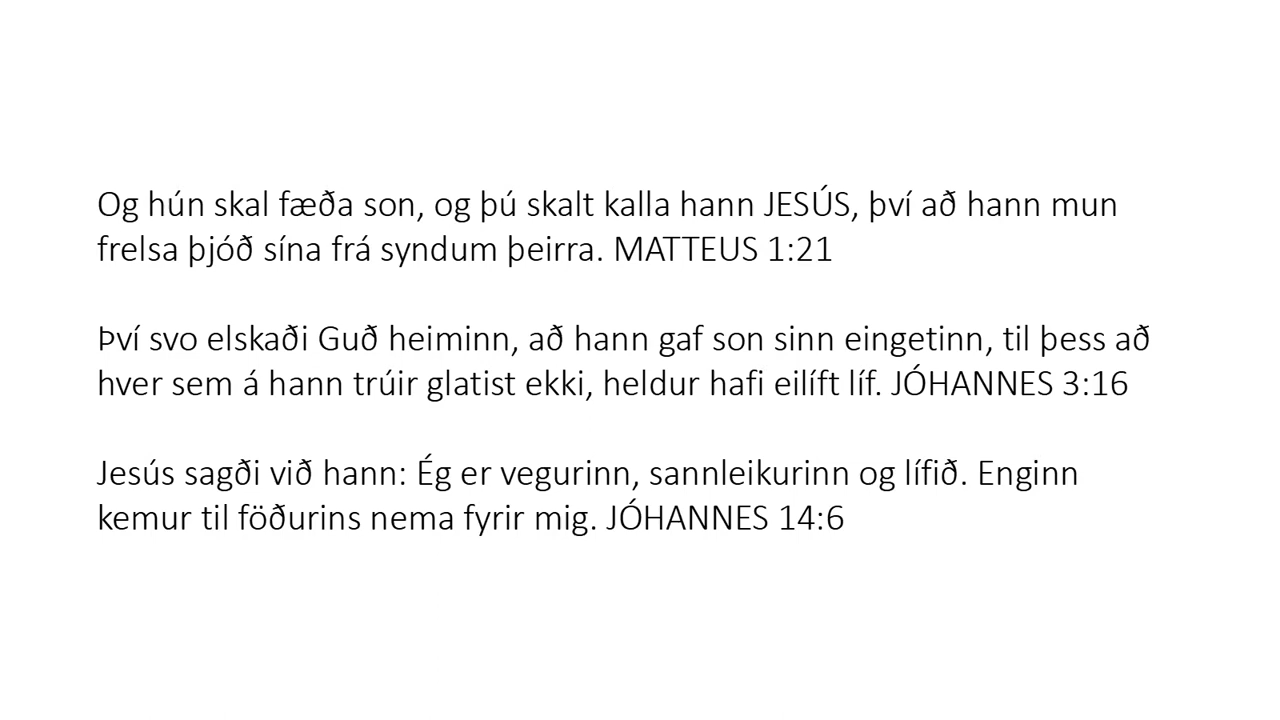 Og hún skal fæða son, og þú skalt kalla hann JESÚS, því að hann mun
frelsa þjóð sína frá syndum þeirra. MATTEUS 1:21
Því svo elskaði Guð heiminn, að hann gaf son sinn eingetinn, til þess að
hver sem á hann trúir glatist ekki, heldur hafi eilíft líf. JÓHANNES 3:16
Jesús sagði við hann: Ég er vegurinn, sannleikurinn og lífið. Enginn
kemur til föðurins nema fyrir mig. JÓHANNES 14:6